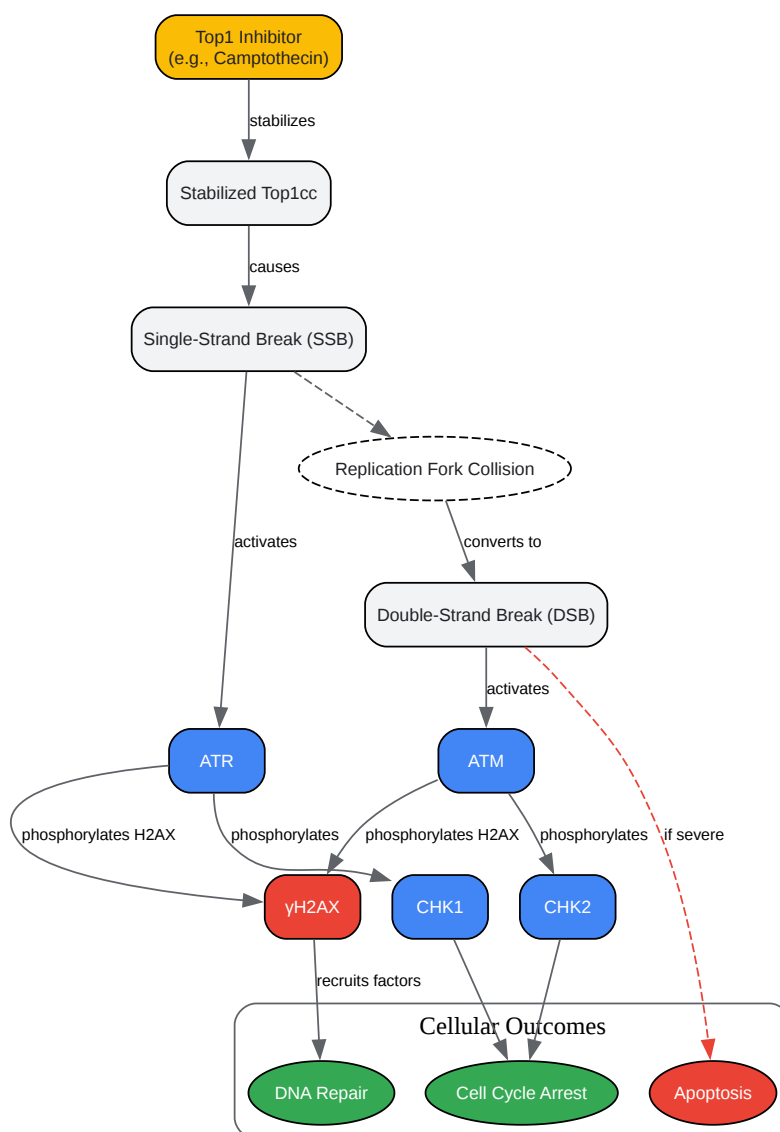 Top1 Inhibitor
(e.g., Camptothecin)
stabilizes
Stabilized Top1cc
causes
Single-Strand Break (SSB)
Replication Fork Collision
activates
converts to
Double-Strand Break (DSB)
activates
ATR
ATM
phosphorylates H2AX
phosphorylates
phosphorylates H2AX
phosphorylates
if severe
γH2AX
CHK1
CHK2
recruits factors
Cellular Outcomes
DNA Repair
Cell Cycle Arrest
Apoptosis